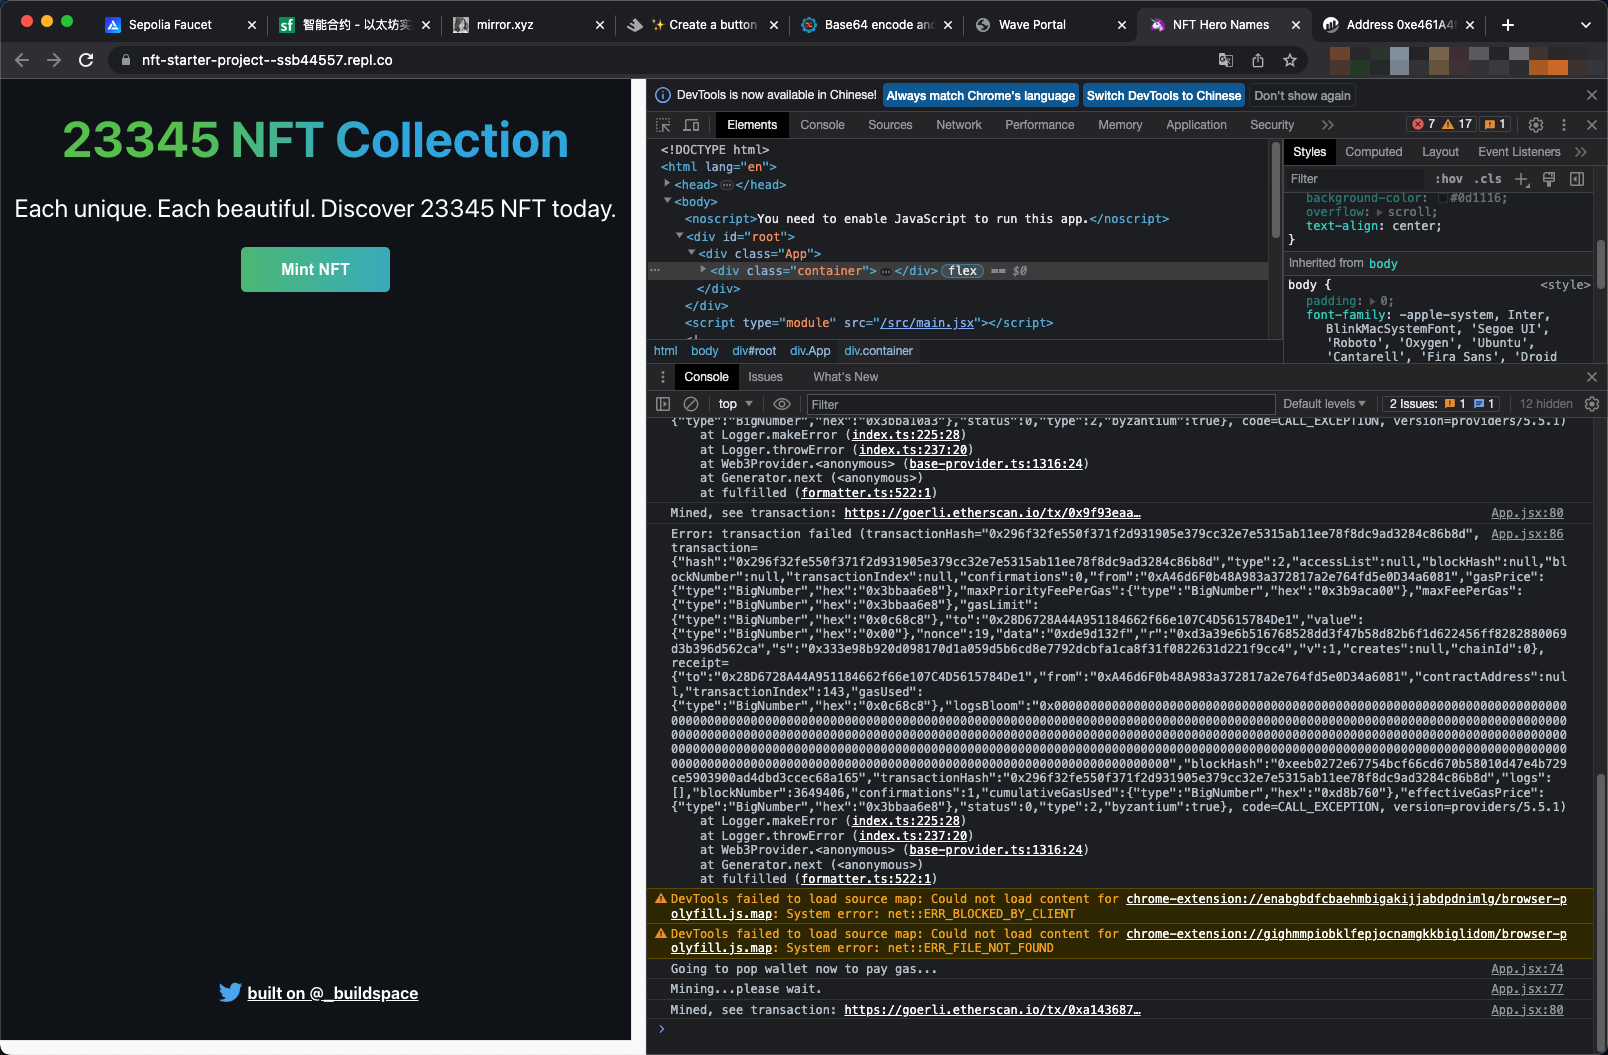 Sepolia Faucet
智能合约 - 以太坊实
mirror.xyz
✨ Create a button
Base64 encode and
Wave Portal
NFT Hero Names
Address 0xe461A4
nft-starter-project--ssb44557.repl.co
23345 NFT Collection
Each unique. Each beautiful. Discover 23345 NFT today.
Mint NFT
built on @_buildspace
DevTools is now available in Chinese!
Always match Chrome's language
Switch DevTools to Chinese
Don't show again
Elements
Console
Sources
Network
Performance
Memory
Application
Security
7
17
1
<!DOCTYPE html>
<html lang="en">
<head>…</head>
<body>
<noscript>You need to enable JavaScript to run this app.</noscript>
<div id="root">
<div class="App">
<div class="container">…</div> flex == $0
</div>
</div>
<script type="module" src="/src/main.jsx"></script>
html body div#root div.App div.container
Styles
Computed
Layout
Event Listeners
Filter
:hov .cls
background-color: #0d1116;
overflow: scroll;
text-align: center;
}
Inherited from body
body { <style>
padding: 0;
font-family: -apple-system, Inter,
BlinkMacSystemFont, 'Segoe UI',
'Roboto', 'Oxygen', 'Ubuntu',
'Cantarell', 'Fira Sans', 'Droid
Console
Issues
What's New
top
Filter
Default levels
2 Issues: 1 1
12 hidden
{"type":"BigNumber","hex":"0x3bba10a3"},"status":0,"type":2,"byzantium":true}, code=CALL_EXCEPTION, version=providers/5.5.1)
at Logger.makeError (index.ts:225:28)
at Logger.throwError (index.ts:237:20)
at Web3Provider.<anonymous> (base-provider.ts:1316:24)
at Generator.next (<anonymous>)
at fulfilled (formatter.ts:522:1)
Mined, see transaction: https://goerli.etherscan.io/tx/0x9f93eaa… App.jsx:80
Error: transaction failed (transactionHash="0x296f32fe550f371f2d931905e379cc32e7e5315ab11ee78f8dc9ad3284c86b8d", App.jsx:86
transaction=
{"hash":"0x296f32fe550f371f2d931905e379cc32e7e5315ab11ee78f8dc9ad3284c86b8d","type":2,"accessList":null,"blockHash":null,"bl
ockNumber":null,"transactionIndex":null,"confirmations":0,"from":"0xA46d6F0b48A983a372817a2e764fd5e0D34a6081","gasPrice":
{"type":"BigNumber","hex":"0x3bbaa6e8"},"maxPriorityFeePerGas":{"type":"BigNumber","hex":"0x3b9aca00"},"maxFeePerGas":
{"type":"BigNumber","hex":"0x3bbaa6e8"},"gasLimit":
{"type":"BigNumber","hex":"0x0c68c8"},"to":"0x28D6728A44A951184662f66e107C4D5615784De1","value":
{"type":"BigNumber","hex":"0x00"},"nonce":19,"data":"0xde9d132f","r":"0xd3a39e6b516768528dd3f47b58d82b6f1d622456ff8282880069
d3b396d562ca","s":"0x333e98b920d098170d1a059d5b6cd8e7792dcbfa1ca8f31f0822631d221f9cc4","v":1,"creates":null,"chainId":0},
receipt=
{"to":"0x28D6728A44A951184662f66e107C4D5615784De1","from":"0xA46d6F0b48A983a372817a2e764fd5e0D34a6081","contractAddress":nul
l,"transactionIndex":143,"gasUsed":
{"type":"BigNumber","hex":"0x0c68c8"},"logsBloom":
","blockHash":"0xeeb0272e67754bcf66cd670b58010d47e4b729
ce5903900ad4dbd3ccec68a165","transactionHash":"0x296f32fe550f371f2d931905e379cc32e7e5315ab11ee78f8dc9ad3284c86b8d","logs":
[],"blockNumber":3649406,"confirmations":1,"cumulativeGasUsed":{"type":"BigNumber","hex":"0xd8b760"},"effectiveGasPrice":
{"type":"BigNumber","hex":"0x3bbaa6e8"},"status":0,"type":2,"byzantium":true}, code=CALL_EXCEPTION, version=providers/5.5.1)
at Logger.makeError (index.ts:225:28)
at Logger.throwError (index.ts:237:20)
at Web3Provider.<anonymous> (base-provider.ts:1316:24)
at Generator.next (<anonymous>)
at fulfilled (formatter.ts:522:1)
DevTools failed to load source map: Could not load content for chrome-extension://enabgbdfcbaehmbigakijjabdpdnimlg/browser-p
olyfill.js.map: System error: net::ERR_BLOCKED_BY_CLIENT
DevTools failed to load source map: Could not load content for chrome-extension://gighmmpiobklfepjocnamgkkbiglidom/browser-p
olyfill.js.map: System error: net::ERR_FILE_NOT_FOUND
Going to pop wallet now to pay gas... App.jsx:74
Mining...please wait. App.jsx:77
Mined, see transaction: https://goerli.etherscan.io/tx/0xa143687… App.jsx:80